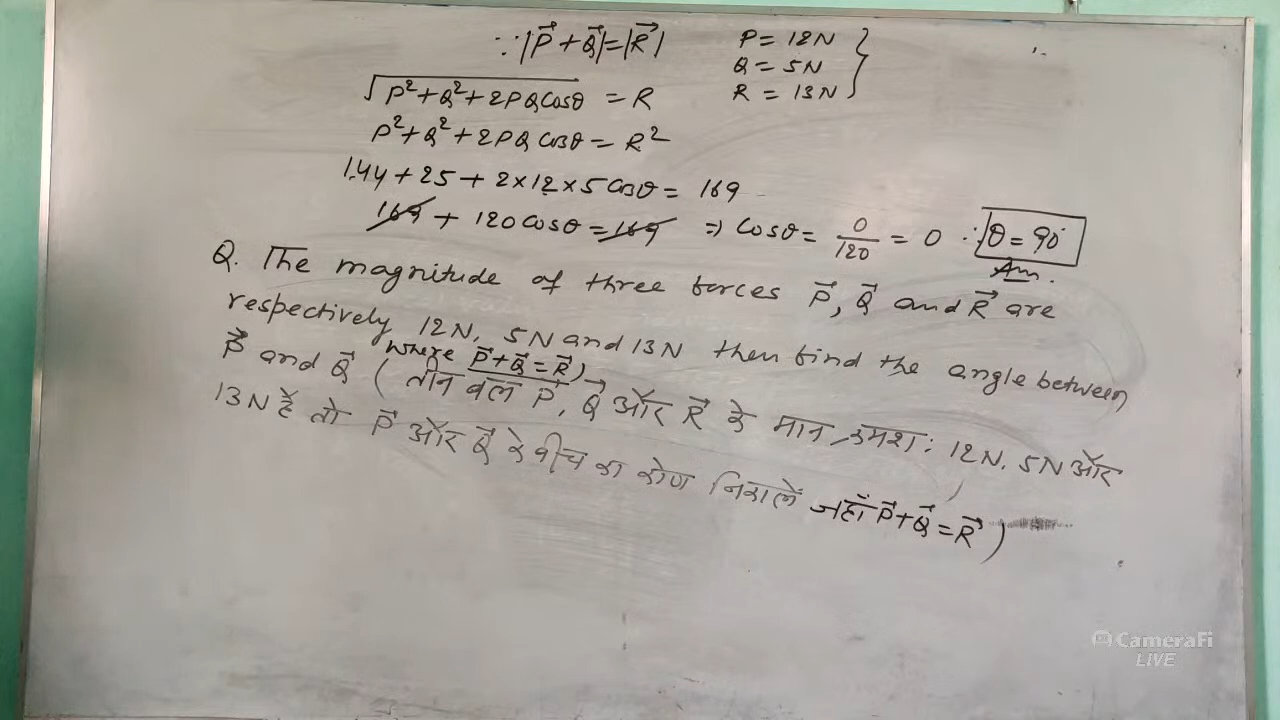 ∵ |P⃗ + Q⃗| = |R⃗|
P = 12N
Q = 5N
R = 13N }
√(P² + Q² + 2PQ Cosθ) = R
P² + Q² + 2PQ Cosθ = R²
144 + 25 + 2×12×5 Cosθ = 169
169 + 120 Cosθ = 169 ⇒ Cosθ = 0/120 = 0 ∴ θ = 90°
Ans.
Q. The magnitude of three forces P⃗, Q⃗ and R⃗ are
respectively 12N, 5N and 13N then find the angle between
P⃗ and Q⃗ (where P⃗ + Q⃗ = R⃗)
(तीन बल P⃗, Q⃗ और R⃗ के मान क्रमश: 12N, 5N और
13N है तो P⃗ और Q⃗ के बीच का कोण निकालें जहाँ P⃗ + Q⃗ = R⃗)
CameraFi
LIVE